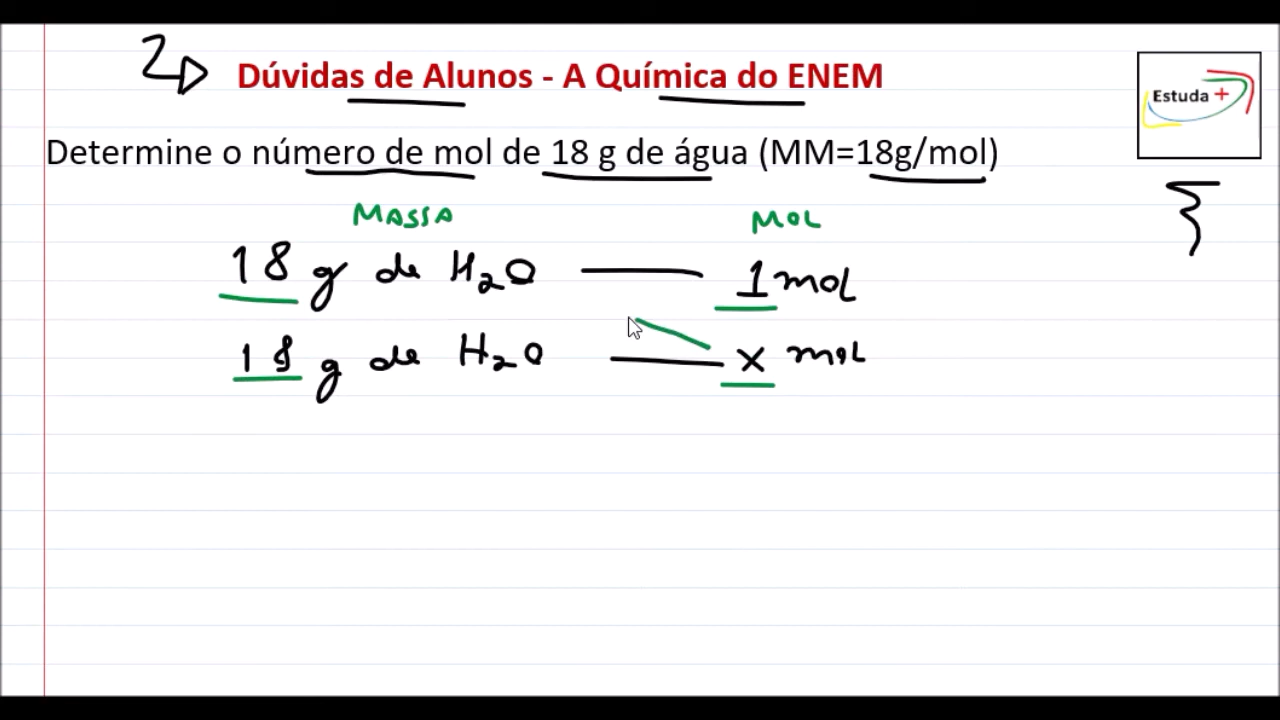 Dúvidas de Alunos - A Química do ENEM
Estuda +
Determine o número de mol de 18 g de água (MM=18g/mol)
MASSA MOL
18 g de H₂O — 1 mol
18 g de H₂O — x mol